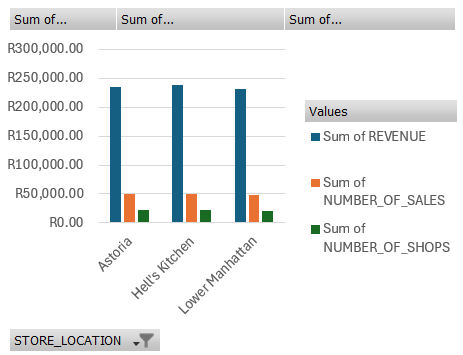 Sum of...
Sum of...
Sum of...
R300,000.00
R250,000.00
R200,000.00
R150,000.00
R100,000.00
R50,000.00
R0.00
Astoria
Hell's Kitchen
Lower Manhattan
Values
Sum of REVENUE
Sum of
NUMBER_OF_SALES
Sum of
NUMBER_OF_SHOPS
STORE_LOCATION